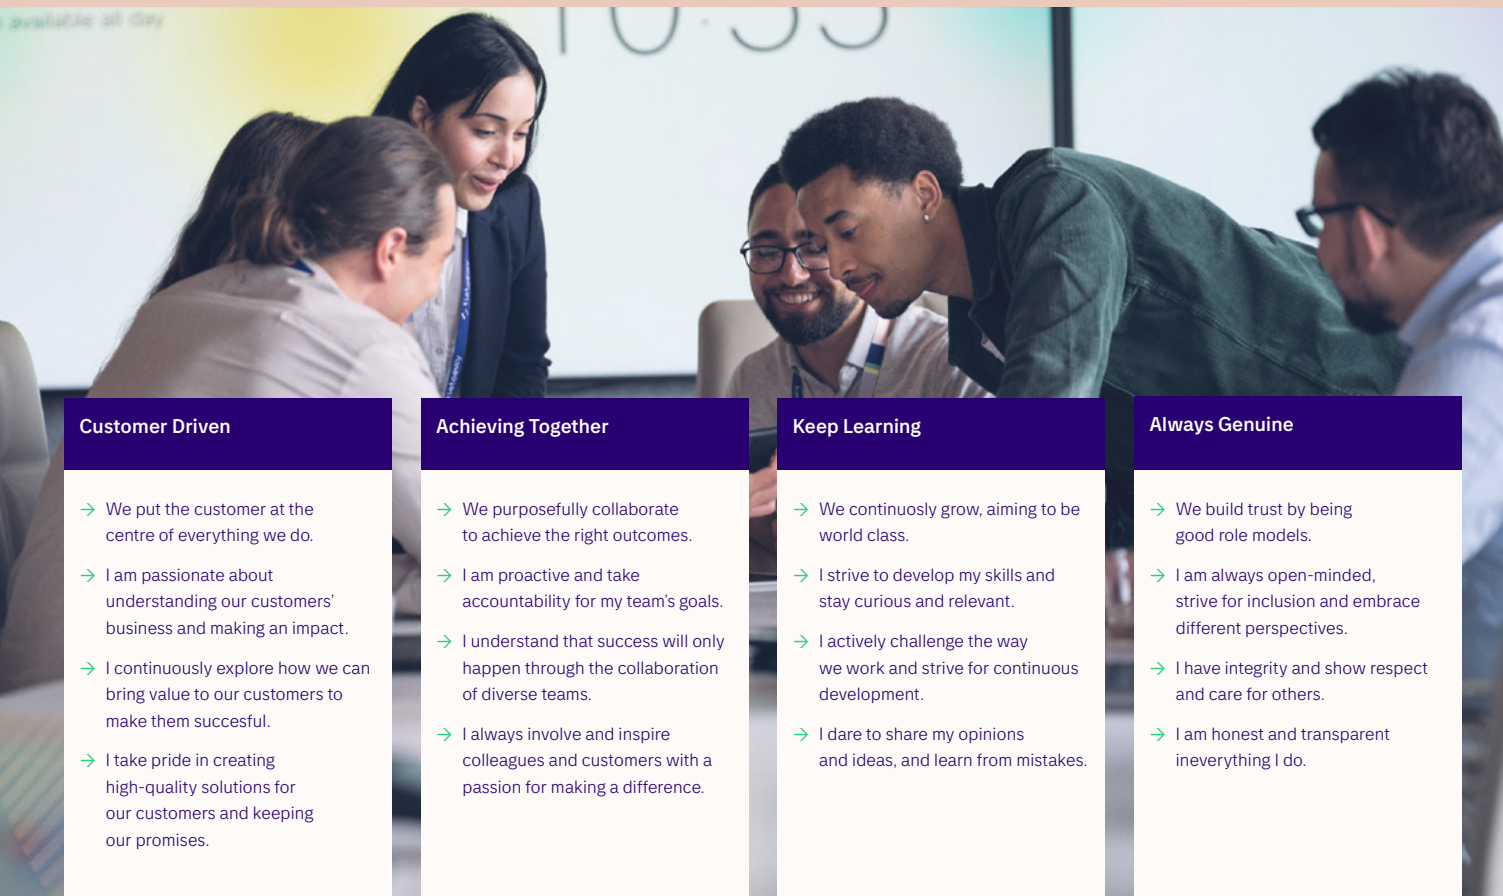 available all day
10:35
Customer Driven
We put the customer at the
centre of everything we do.
I am passionate about
understanding our customers’
business and making an impact.
I continuously explore how we can
bring value to our customers to
make them succesful.
I take pride in creating
high-quality solutions for
our customers and keeping
our promises.
Achieving Together
We purposefully collaborate
to achieve the right outcomes.
I am proactive and take
accountability for my team’s goals.
I understand that success will only
happen through the collaboration
of diverse teams.
I always involve and inspire
colleagues and customers with a
passion for making a difference.
Keep Learning
We continuosly grow, aiming to be
world class.
I strive to develop my skills and
stay curious and relevant.
I actively challenge the way
we work and strive for continuous
development.
I dare to share my opinions
and ideas, and learn from mistakes.
Always Genuine
We build trust by being
good role models.
I am always open-minded,
strive for inclusion and embrace
different perspectives.
I have integrity and show respect
and care for others.
I am honest and transparent
ineverything I do.